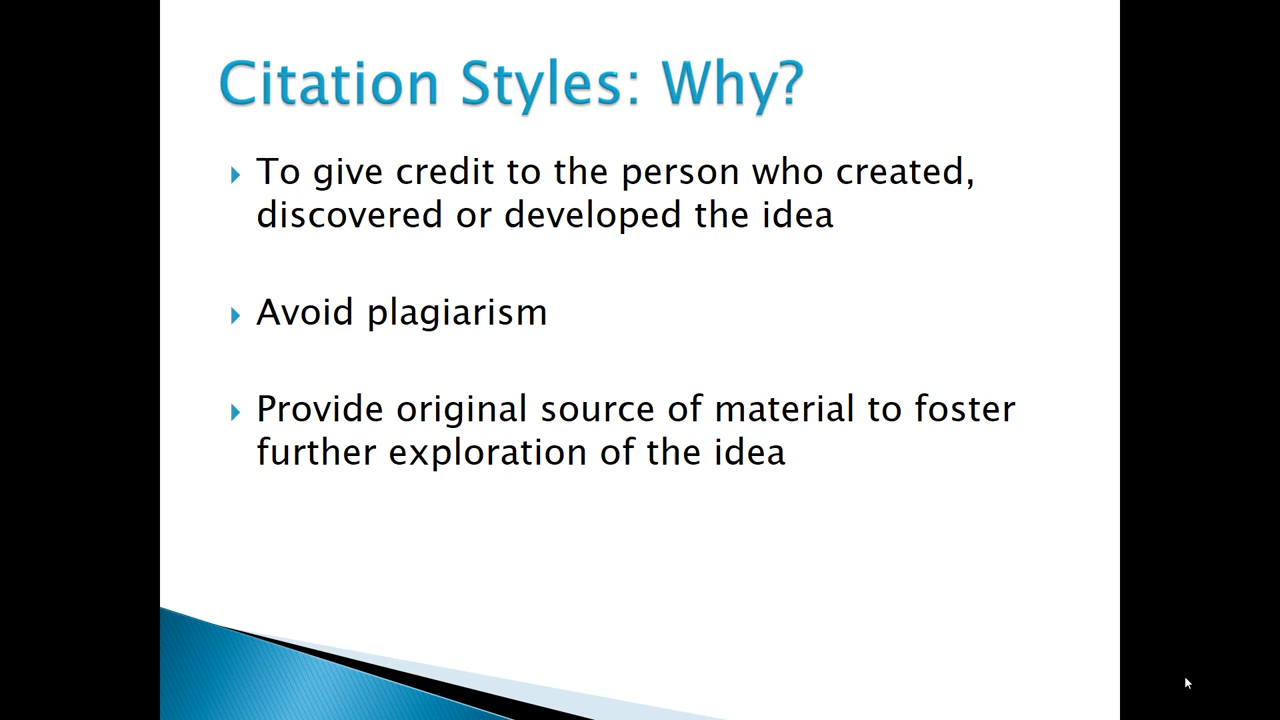 Citation Styles: Why?
To give credit to the person who created,
discovered or developed the idea
Avoid plagiarism
Provide original source of material to foster
further exploration of the idea